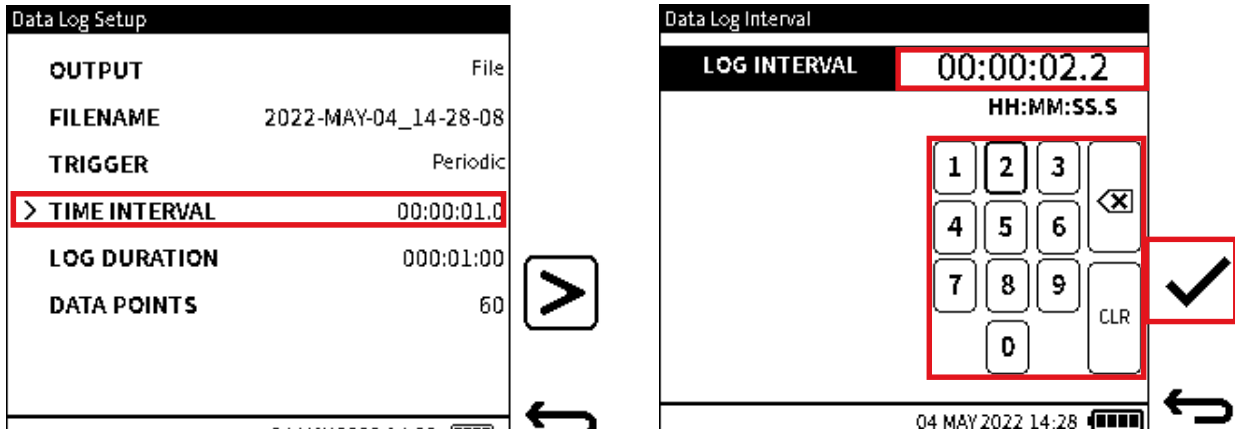 Data Log Setup
OUTPUT File
FILENAME 2022-MAY-04_14-28-08
TRIGGER Periodic
> TIME INTERVAL 00:00:01.0
LOG DURATION 000:01:00
DATA POINTS 60
Data Log Interval
LOG INTERVAL 00:00:02.2
HH:MM:SS.S
1 2 3
4 5 6
7 8 9
CLR
0
04 MAY 2022 14:28